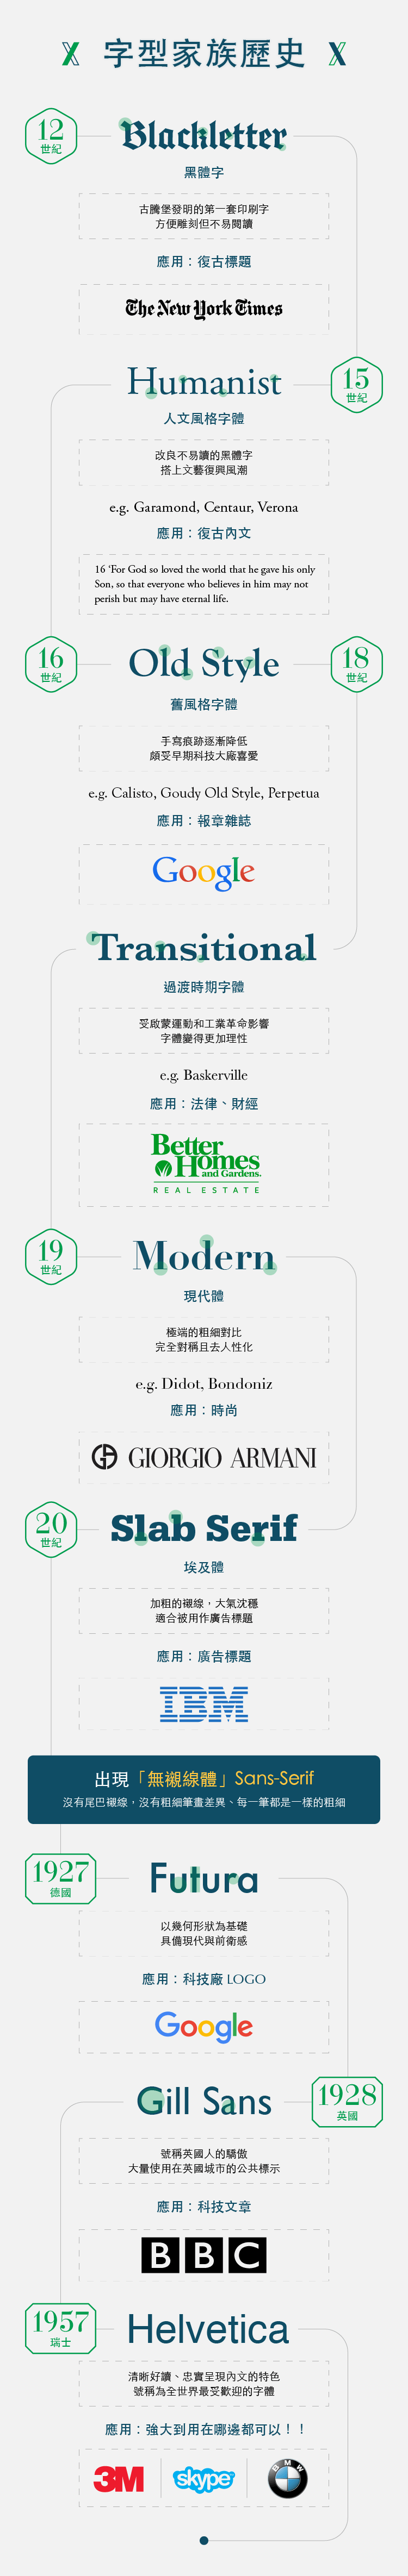 字型家族歷史
12
世紀
Blackletter
黑體字
古騰堡發明的第一套印刷字
方便雕刻但不易閱讀
應用：復古標題
The New York Times
Humanist
15
世紀
人文風格字體
改良不易讀的黑體字
搭上文藝復興風潮
e.g. Garamond, Centaur, Verona
應用：復古內文
16 ‘For God so loved the world that he gave his only
Son, so that everyone who believes in him may not
perish but may have eternal life.
16
世紀
Old Style
18
世紀
舊風格字體
手寫痕跡逐漸降低
頗受早期科技大廠喜愛
e.g. Calisto, Goudy Old Style, Perpetua
應用：報章雜誌
Google
Transitional
過渡時期字體
受啟蒙運動和工業革命影響
字體變得更加理性
e.g. Baskerville
應用：法律、財經
Better
Homes
and Gardens.
REAL ESTATE
19
世紀
Modern
現代體
極端的粗細對比
完全對稱且去人性化
e.g. Didot, Bondoniz
應用：時尚
GIORGIO ARMANI
20
世紀
Slab Serif
埃及體
加粗的襯線，大氣沈穩
適合被用作廣告標題
應用：廣告標題
IBM
出現「無襯線體」Sans-Serif
沒有尾巴襯線，沒有粗細筆畫差異、每一筆都是一樣的粗細
1927
德國
Futura
以幾何形狀為基礎
具備現代與前衛感
應用：科技廠 LOGO
Google
Gill Sans
1928
英國
號稱英國人的驕傲
大量使用在英國城市的公共標示
應用：科技文章
BBC
1957
瑞士
Helvetica
清晰好讀、忠實呈現內文的特色
號稱為全世界最受歡迎的字體
應用：強大到用在哪邊都可以！！
3M
skype
BMW